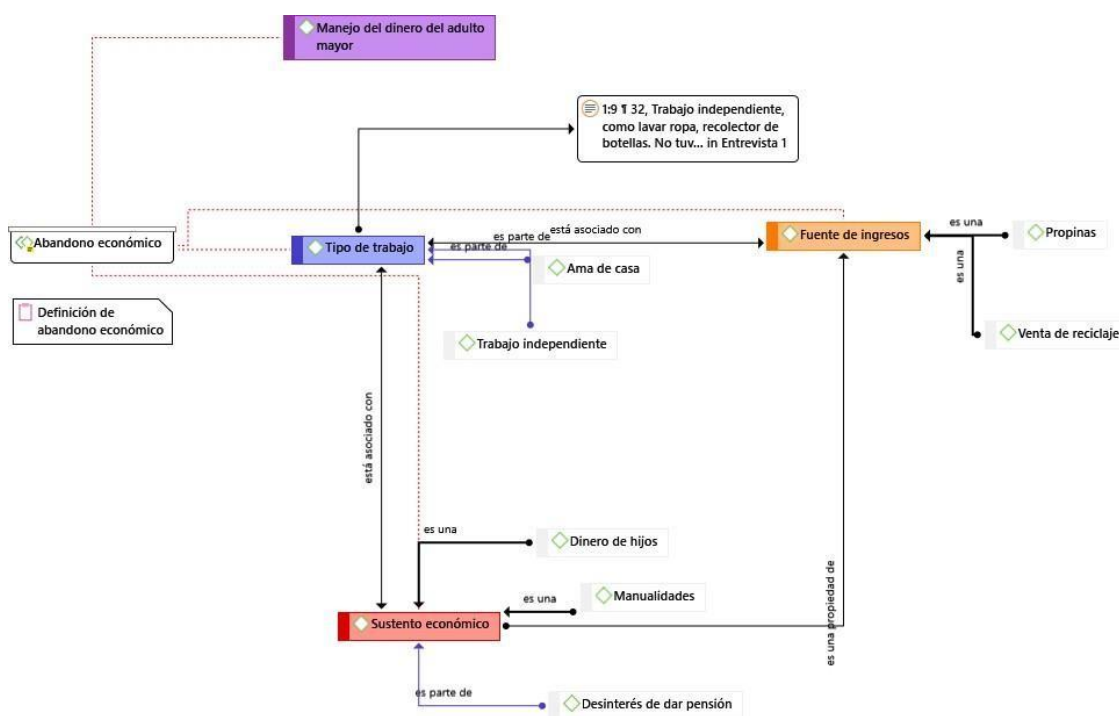 Manejo del dinero del adulto
mayor
1:9 ¶ 32, Trabajo independiente,
como lavar ropa, recolector de
botellas. No tuv... in Entrevista 1
Abandono económico
Tipo de trabajo
es parte de
está asociado con
es parte de
Fuente de ingresos
es una
Propinas
es una
Ama de casa
Definición de
abandono económico
Trabajo independiente
Venta de reciclaje
está asociado con
es una
Dinero de hijos
es una
Manualidades
Sustento económico
es una propiedad de
es parte de
Desinterés de dar pensión